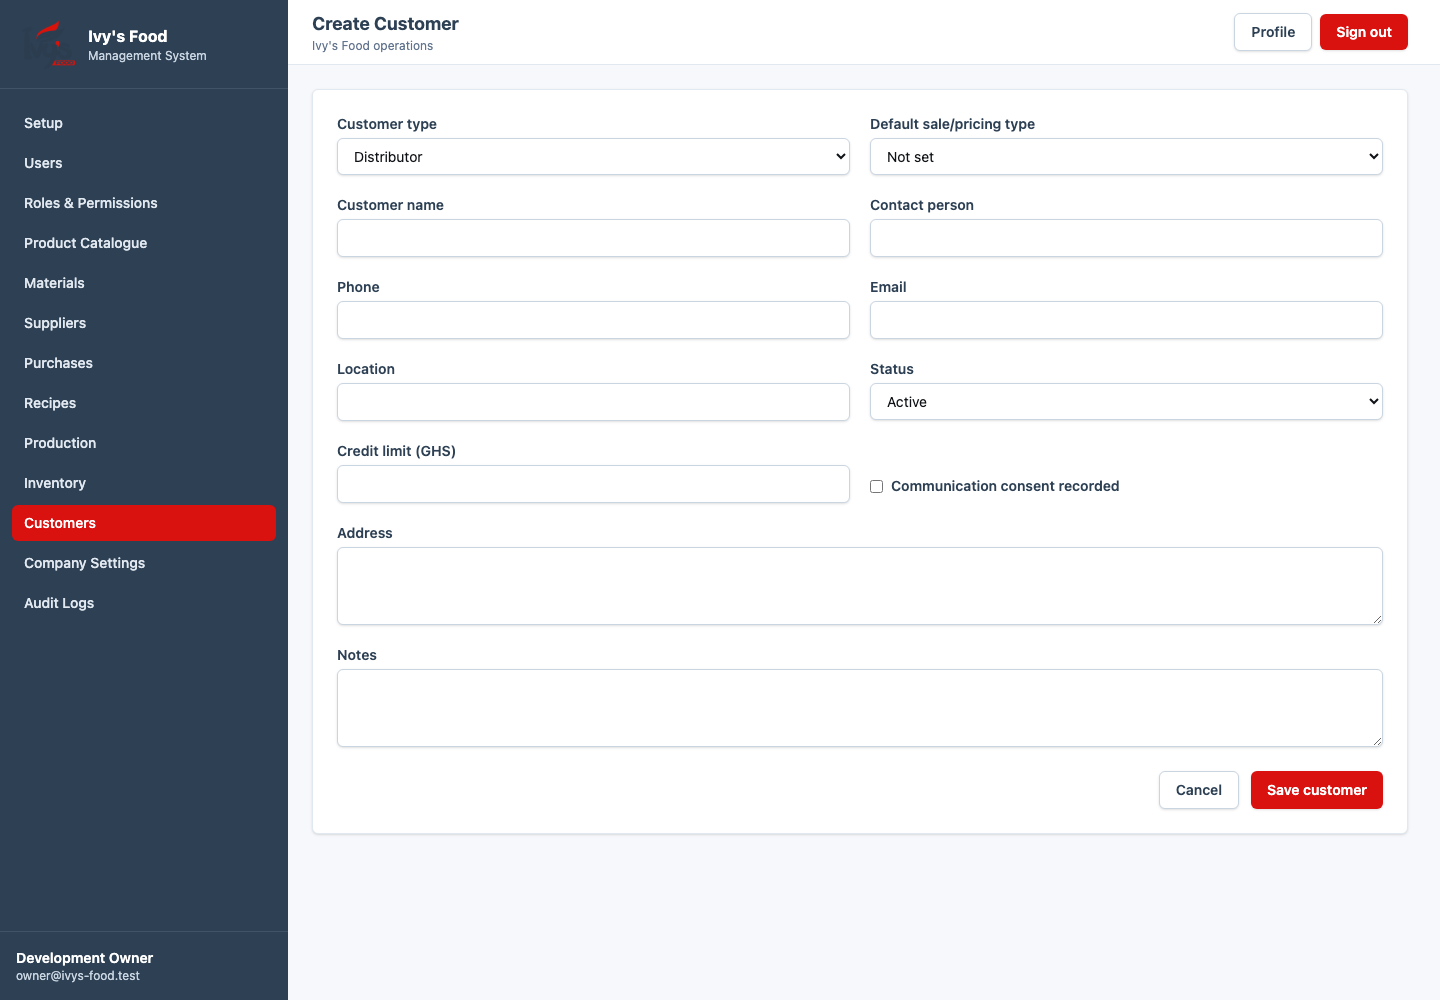 Ivy's Food
Management System
Setup
Users
Roles & Permissions
Product Catalogue
Materials
Suppliers
Purchases
Recipes
Production
Inventory
Customers
Company Settings
Audit Logs
Development Owner
owner@ivys-food.test
Create Customer
Ivy's Food operations
Profile
Sign out
Customer type
Distributor
Default sale/pricing type
Not set
Customer name
Contact person
Phone
Email
Location
Status
Active
Credit limit (GHS)
Communication consent recorded
Address
Notes
Cancel
Save customer